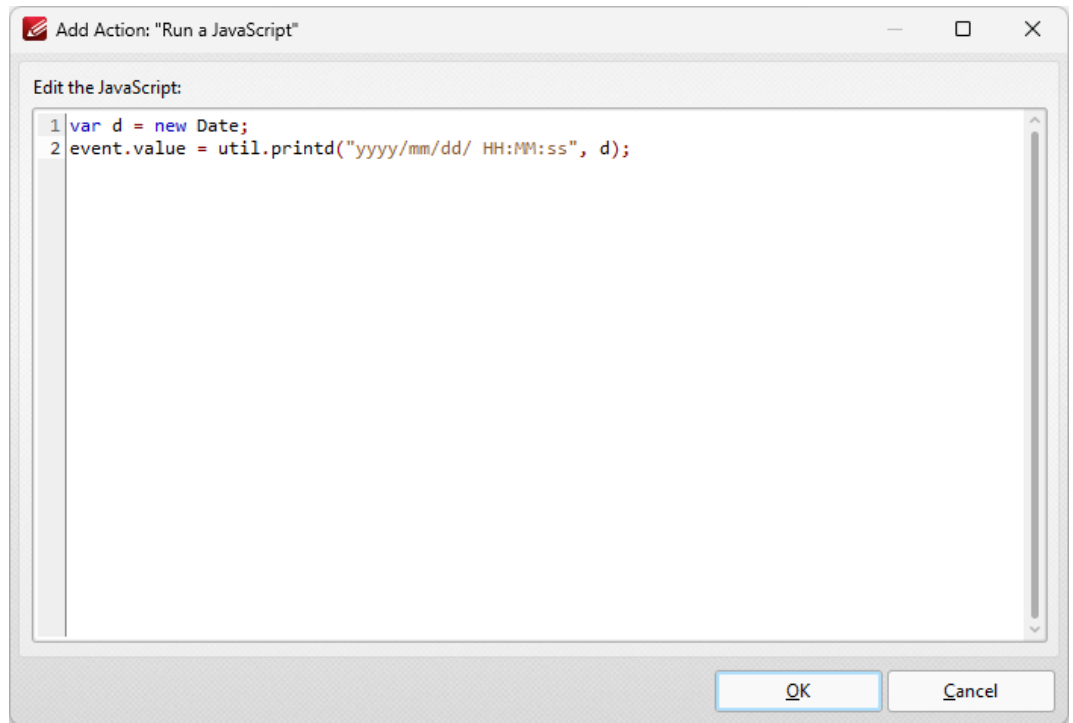 Add Action: "Run a JavaScript"
Edit the JavaScript:
1 var d = new Date;
2 event.value = util.printd("yyyy/mm/dd/ HH:MM:ss", d);
OK
Cancel